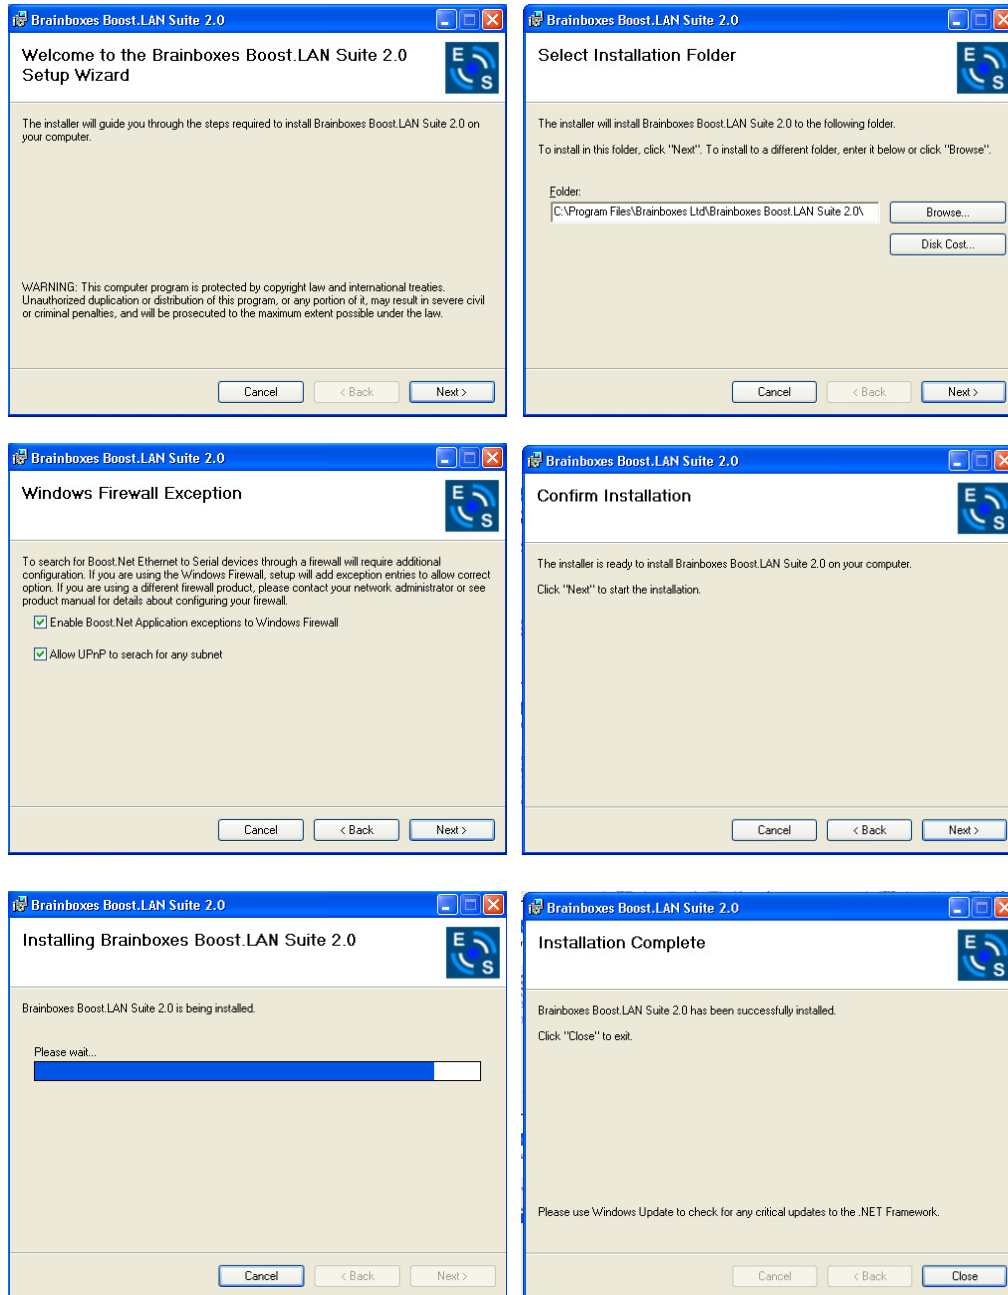 Brainboxes Boost.LAN Suite 2.0
Welcome to the Brainboxes Boost.LAN Suite 2.0
Setup Wizard
E
S
The installer will guide you through the steps required to install Brainboxes Boost.LAN Suite 2.0 on
your computer.
WARNING: This computer program is protected by copyright law and international treaties.
Unauthorized duplication or distribution of this program, or any portion of it, may result in severe civil
or criminal penalties, and will be prosecuted to the maximum extent possible under the law.
Cancel < Back Next >
Brainboxes Boost.LAN Suite 2.0
Select Installation Folder
E
S
The installer will install Brainboxes Boost.LAN Suite 2.0 to the following folder.
To install in this folder, click "Next". To install to a different folder, enter it below or click "Browse".
Folder:
C:\Program Files\Brainboxes Ltd\Brainboxes Boost.LAN Suite 2.0\ Browse...
Disk Cost...
Cancel < Back Next >
Brainboxes Boost.LAN Suite 2.0
Windows Firewall Exception
E
S
To search for Boost.Net Ethernet to Serial devices through a firewall will require additional
configuration. If you are using the Windows Firewall, setup will add exception entries to allow correct
option. If you are using a different firewall product, please contact your network administrator or see
product manual for details about configuring your firewall.
Enable Boost.Net Application exceptions to Windows Firewall
Allow UPnP to serach for any subnet
Cancel < Back Next >
Brainboxes Boost.LAN Suite 2.0
Confirm Installation
E
S
The installer is ready to install Brainboxes Boost.LAN Suite 2.0 on your computer.
Click "Next" to start the installation.
Cancel < Back Next >
Brainboxes Boost.LAN Suite 2.0
Installing Brainboxes Boost.LAN Suite 2.0
E
S
Brainboxes Boost.LAN Suite 2.0 is being installed.
Please wait...
Cancel < Back Next >
Brainboxes Boost.LAN Suite 2.0
Installation Complete
E
S
Brainboxes Boost.LAN Suite 2.0 has been successfully installed.
Click "Close" to exit.
Please use Windows Update to check for any critical updates to the .NET Framework.
Cancel < Back Close